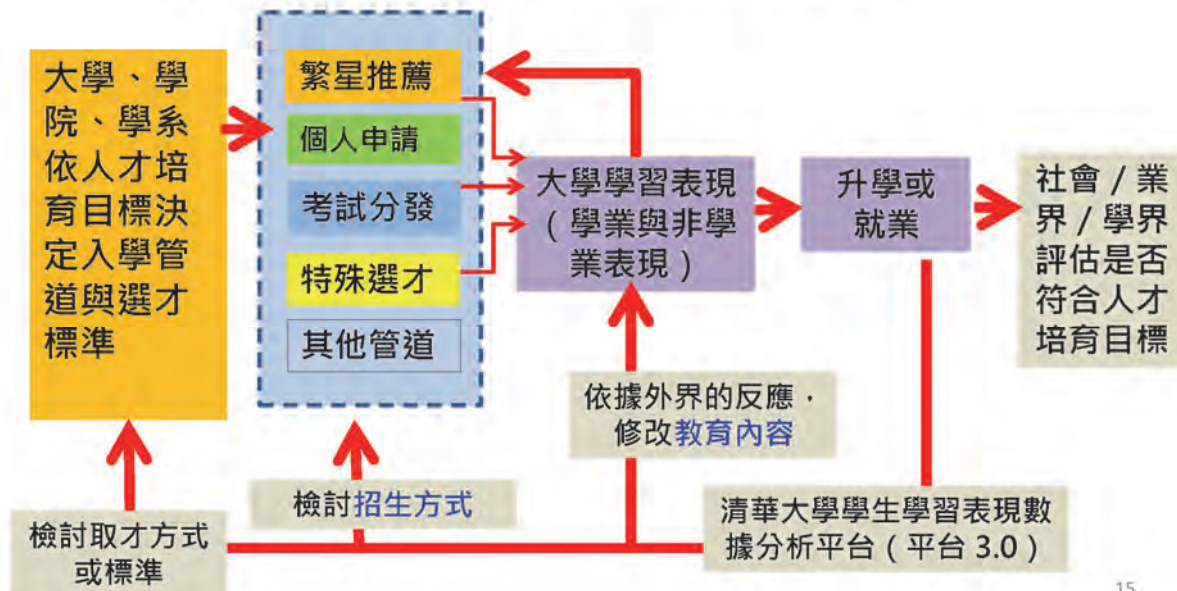 大學、學
院、學系
依人才培
育目標決
定入學管
道與選才
標準
繁星推薦
個人申請
考試分發
特殊選才
其他管道
大學學習表現
（學業與非學
業表現）
升學或
就業
社會/業
界/學界
評估是否
符合人才
培育目標
依據外界的反應，
修改教育內容
檢討招生方式
檢討取才方式
或標準
清華大學學生學習表現數
據分析平台（平台 3.0）
15